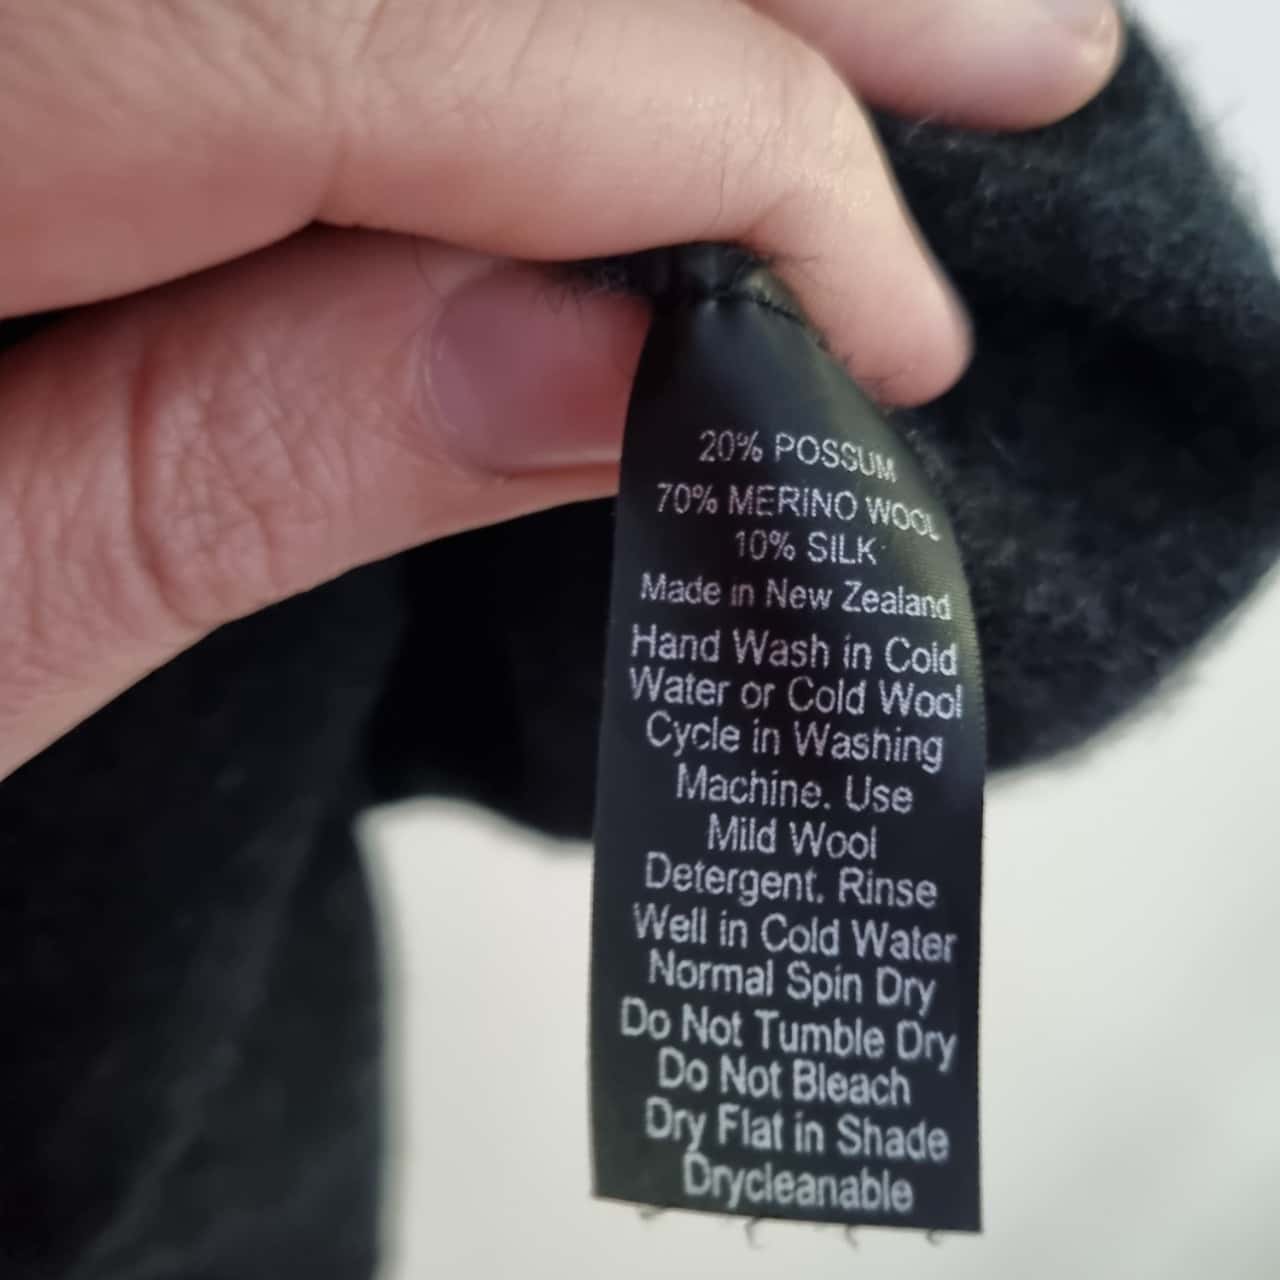 20% POSSUM
70% MERINO WOOL
10% SILK
Made in New Zealand
Hand Wash in Cold
Water or Cold Wool
Cycle in Washing
Machine. Use
Mild Wool
Detergent. Rinse
Well in Cold Water
Normal Spin Dry
Do Not Tumble Dry
Do Not Bleach
Dry Flat in Shade
Drycleanable